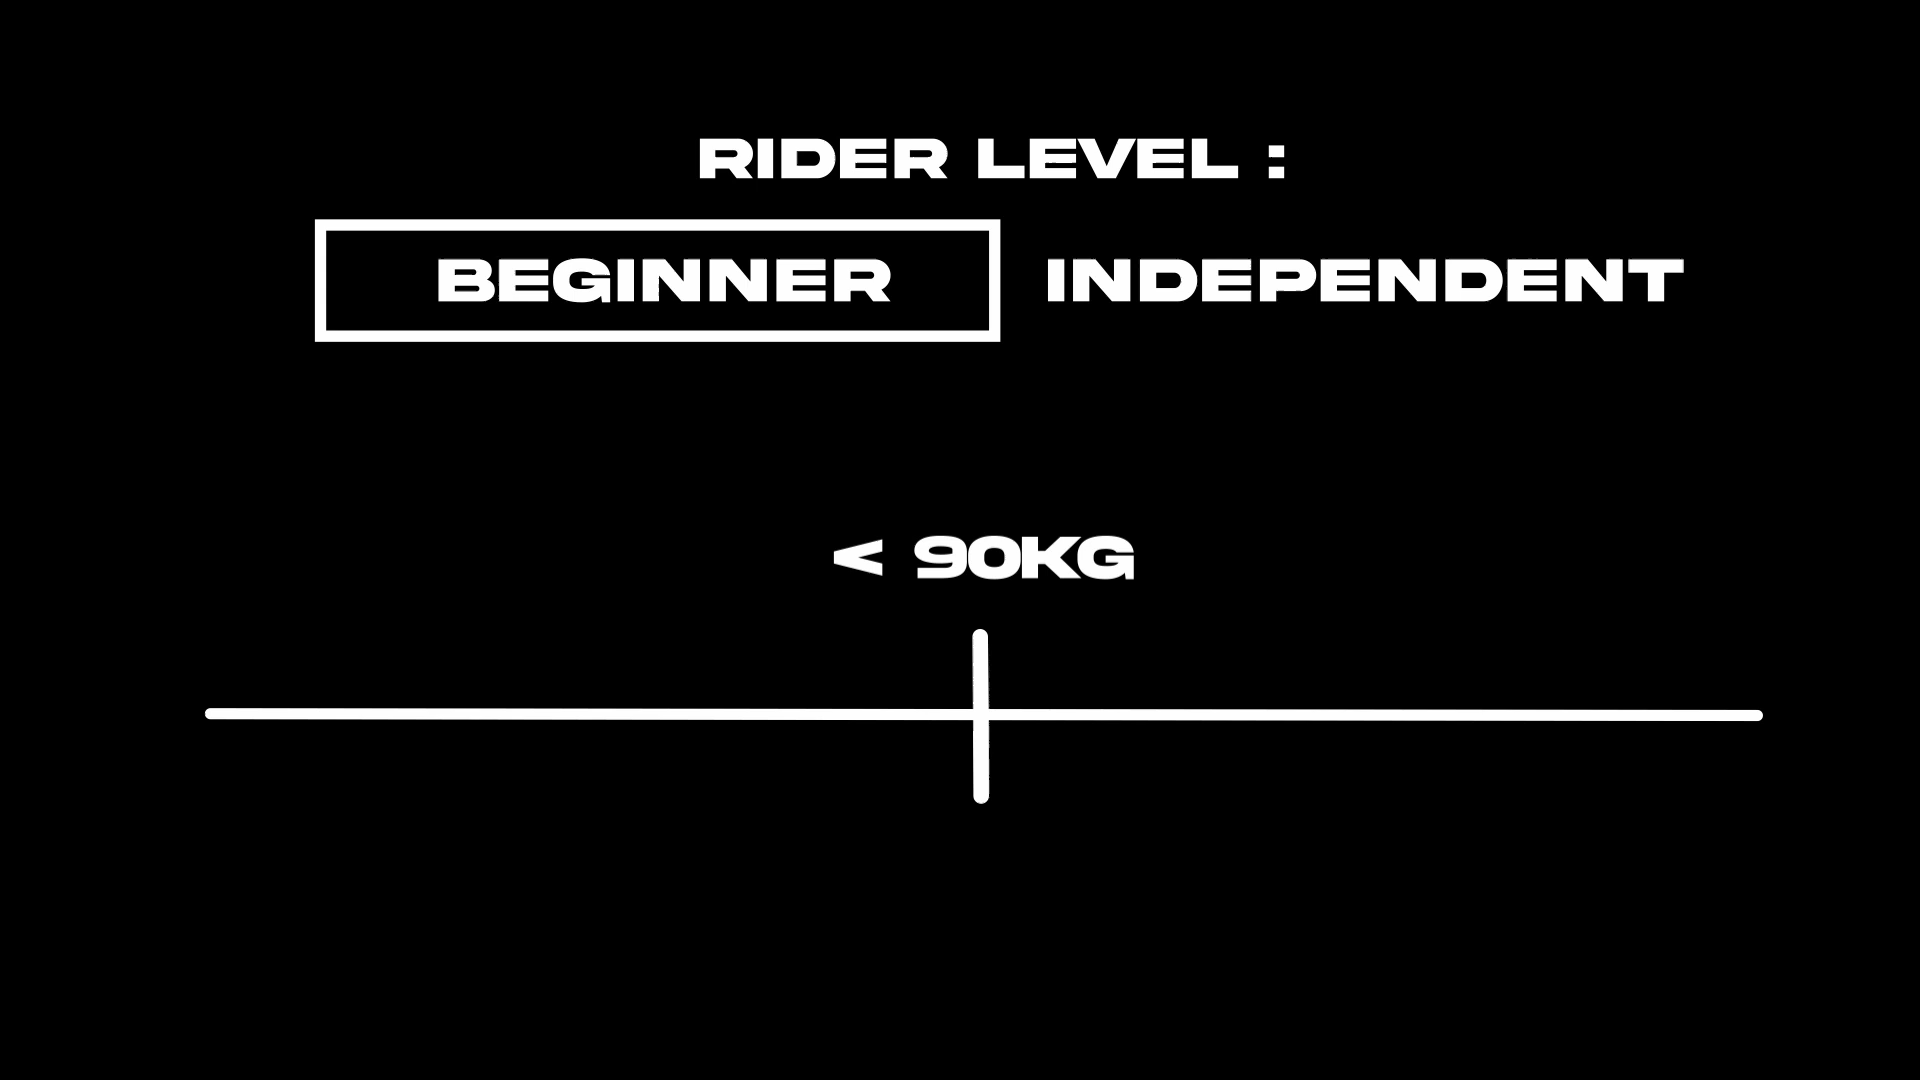 RIDER LEVEL :
BEGINNER INDEPENDENT
< 90KG